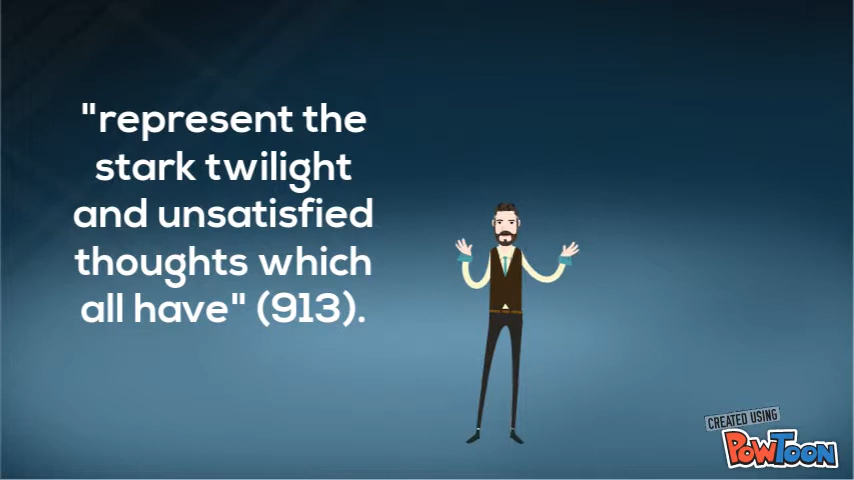 "represent the
stark twilight
and unsatisfied
thoughts which
all have" (913).
CREATED USING
POWTOON